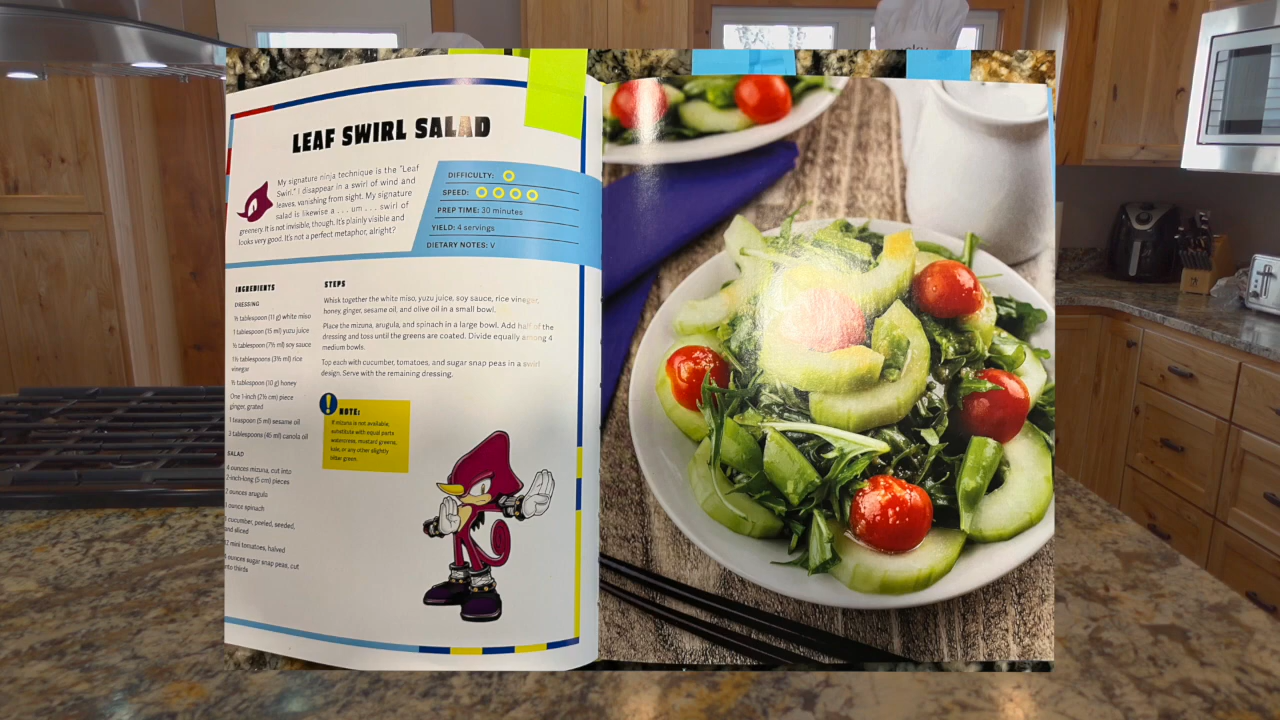 LEAF SWIRL SALAD
My signature ninja technique is the "Leaf
Swirl." I disappear in a swirl of wind and
leaves, vanishing from sight. My signature
salad is likewise a . . . um . . . swirl of
greenery. It is not invisible, though. It's plainly visible and
looks very good. It's not a perfect metaphor, alright?
DIFFICULTY:
SPEED:
PREP TIME: 30 minutes
YIELD: 4 servings
DIETARY NOTES: V
INGREDIENTS
DRESSING
tablespoon (11 g) white miso
1 tablespoon (15 ml) yuzu juice
½ tablespoon (7½ ml) soy sauce
tablespoons ml) rice
vinegar
½ tablespoon (10 g) honey
One 1-inch (2½ cm) piece
ginger, grated
1 teaspoon (5 ml) sesame oil
3 tablespoons (45 ml) canola oil
SALAD
4 ounces mizuna, cut into
2-inch-long (5 cm) pieces
ounces arugula
ounces spinach
cucumber, peeled, seeded,
and sliced
12 mini tomatoes, halved
ounces sugar snap peas, cut
into thirds
STEPS
Whisk together the white miso, yuzu juice, soy sauce, rice vinegar,
honey, ginger, sesame oil, and olive oil in a small bowl.
Place the mizuna, arugula, and spinach in a large bowl. Add half of the
dressing and toss until the greens are coated. Divide equally among 4
medium bowls.
Top each with cucumber, tomatoes, and sugar snap peas in a swirl
design. Serve with the remaining dressing.
! NOTE:
If mizuna is not available,
substitute with equal parts
watercress, mustard greens,
kale, or any other slightly
bitter green.